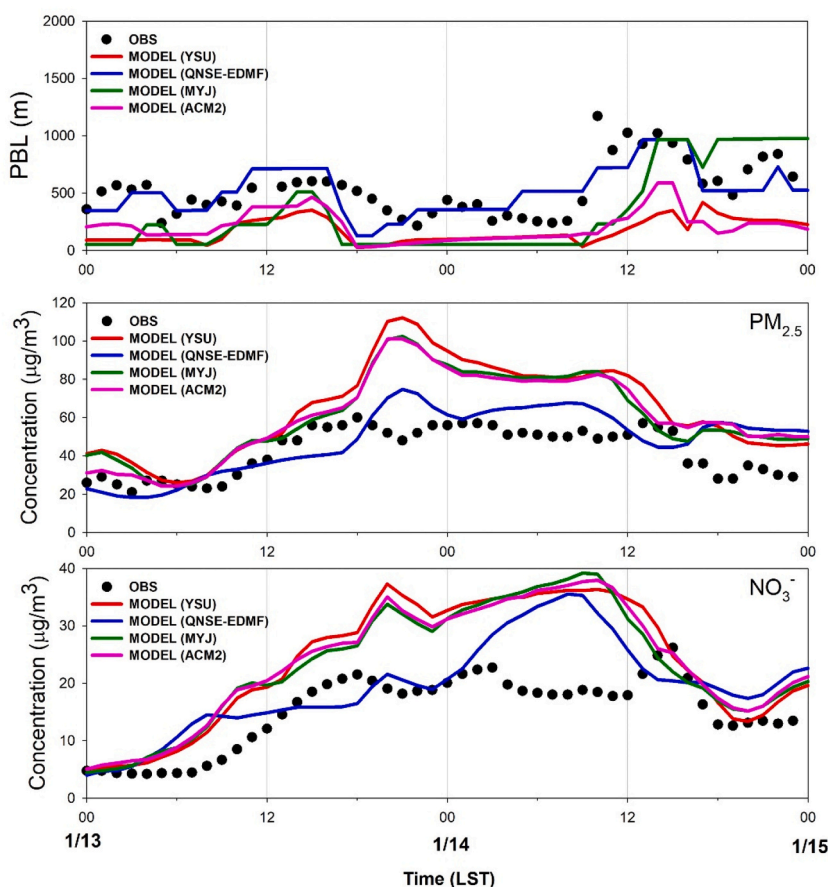 2000
1500
1000
500
0
PBL (m)
OBS
MODEL (YSU)
MODEL (QNSE-EDMF)
MODEL (MYJ)
MODEL (ACM2)
00 12 00 12 00
120
100
80
60
40
20
0
Concentration (μg/m³)
OBS
MODEL (YSU)
MODEL (QNSE-EDMF)
MODEL (MYJ)
MODEL (ACM2)
PM₂.₅
00 12 00 12 00
40
30
20
10
0
Concentration (μg/m³)
OBS
MODEL (YSU)
MODEL (QNSE-EDMF)
MODEL (MYJ)
MODEL (ACM2)
NO₃⁻
00 12 00 12 00
1/13 1/14 1/15
Time (LST)